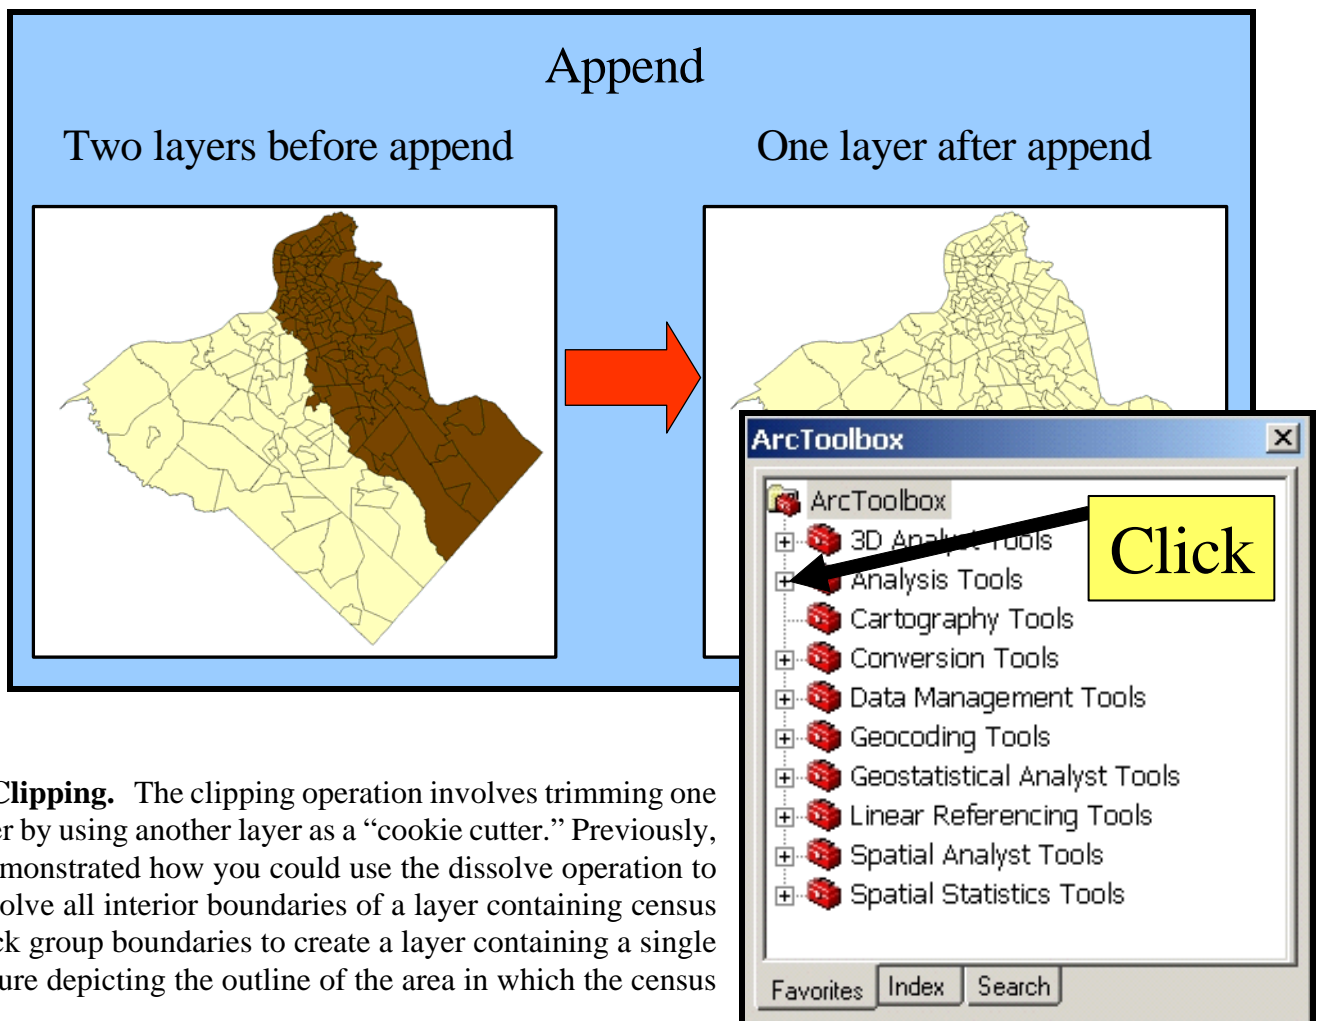 Append
Two layers before append
One layer after append
ArcToolbox
ArcToolbox
3D Analyst Tools
Analysis Tools
Cartography Tools
Conversion Tools
Data Management Tools
Geocoding Tools
Geostatistical Analyst Tools
Linear Referencing Tools
Spatial Analyst Tools
Spatial Statistics Tools
Favorites Index Search
Click
Clipping. The clipping operation involves trimming one
er by using another layer as a “cookie cutter.” Previously,
emonstrated how you could use the dissolve operation to
olve all interior boundaries of a layer containing census
ck group boundaries to create a layer containing a single
ure depicting the outline of the area in which the census